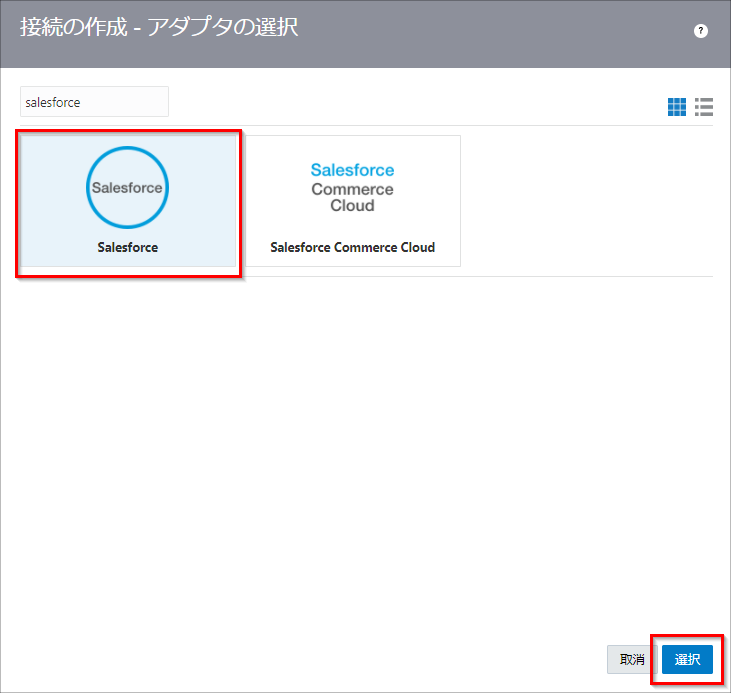 接続の作成 - アダプタの選択
?
salesforce
Salesforce
Salesforce
Salesforce
Commerce
Cloud
Salesforce Commerce Cloud
取消
選択